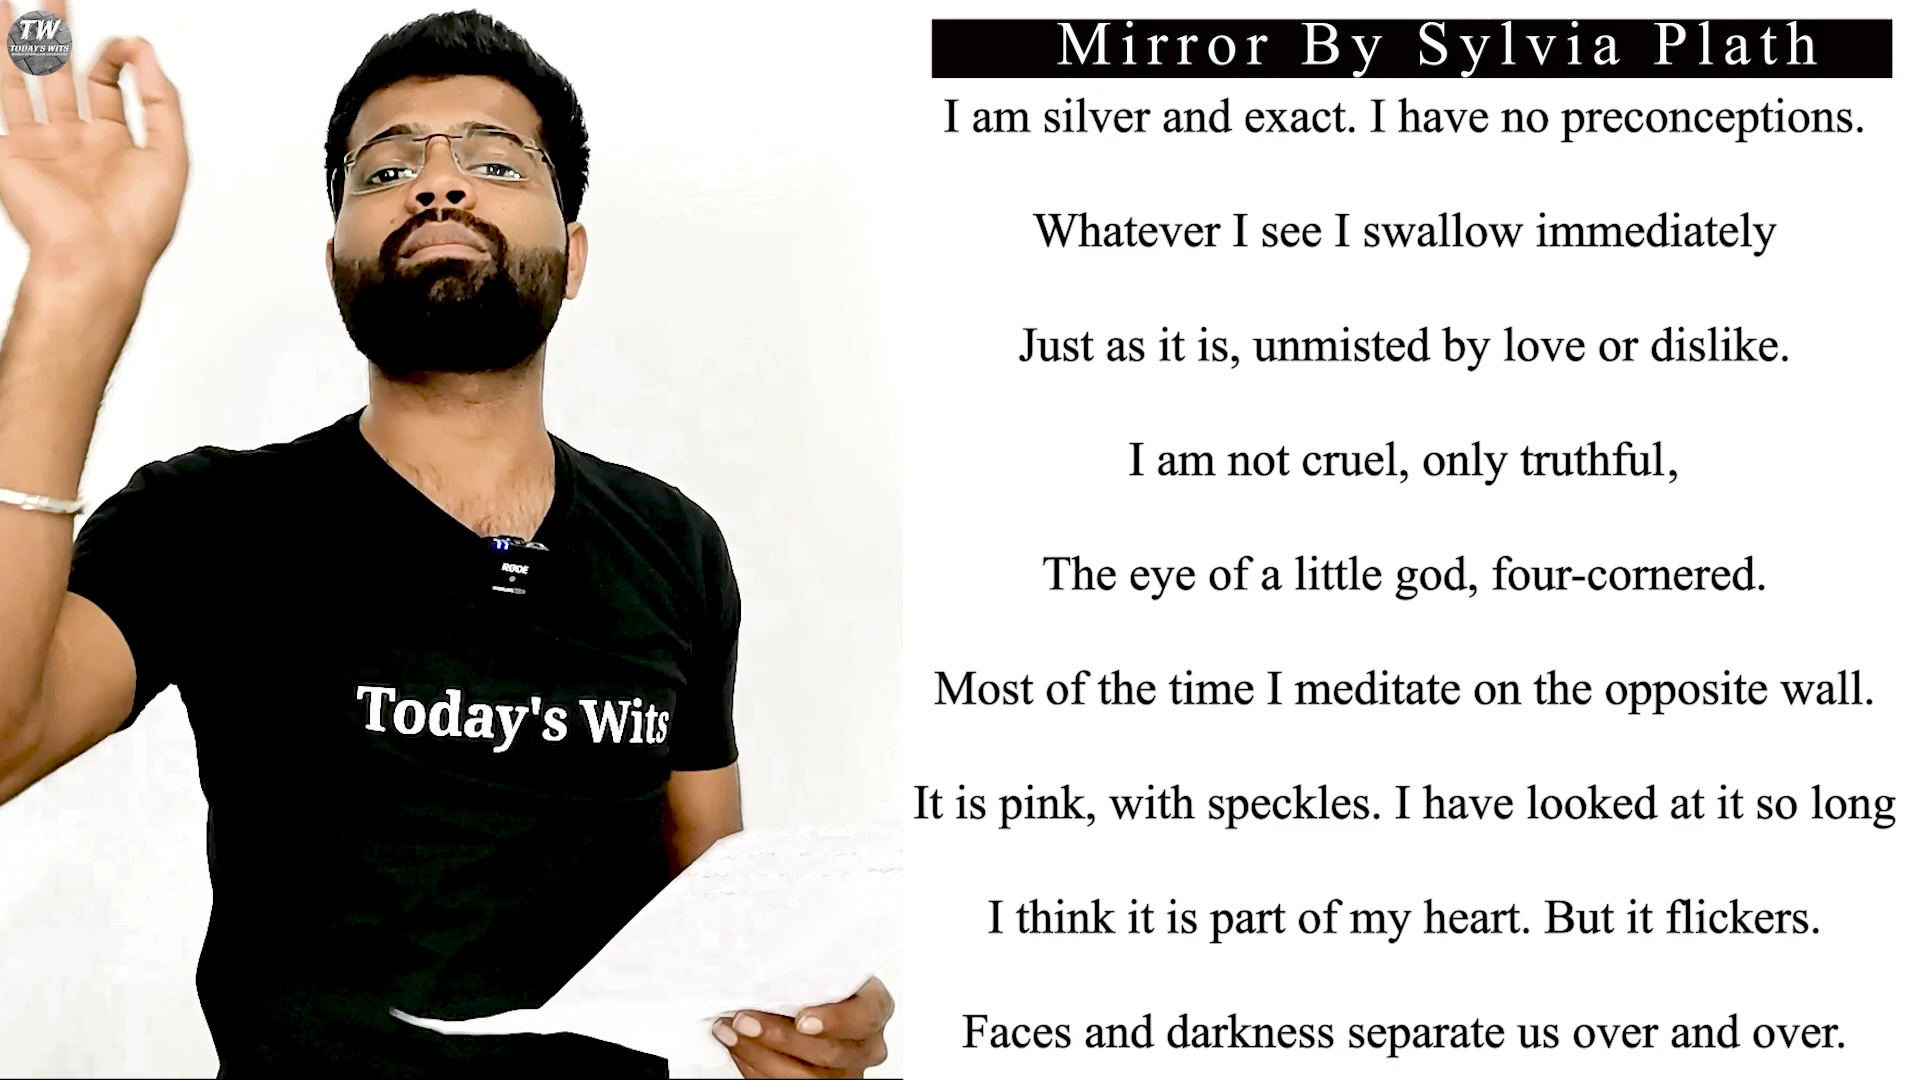 TW
TODAY'S WITS
Mirror By Sylvia Plath
I am silver and exact. I have no preconceptions.
Whatever I see I swallow immediately
Just as it is, unmisted by love or dislike.
I am not cruel, only truthful,
The eye of a little god, four-cornered.
Most of the time I meditate on the opposite wall.
It is pink, with speckles. I have looked at it so long
I think it is part of my heart. But it flickers.
Faces and darkness separate us over and over.
RØDE
Today's Wits